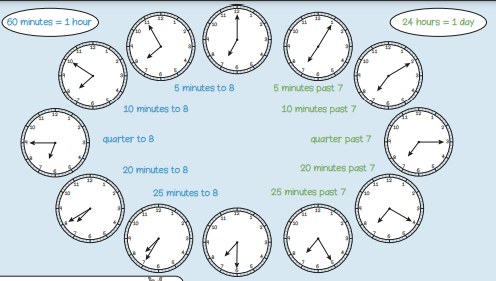 60 minutes = 1 hour
24 hours = 1 day
5 minutes to 8
5 minutes past 7
10 minutes to 8
10 minutes past 7
quarter to 8
quarter past 7
20 minutes to 8
20 minutes past 7
25 minutes to 8
25 minutes past 7